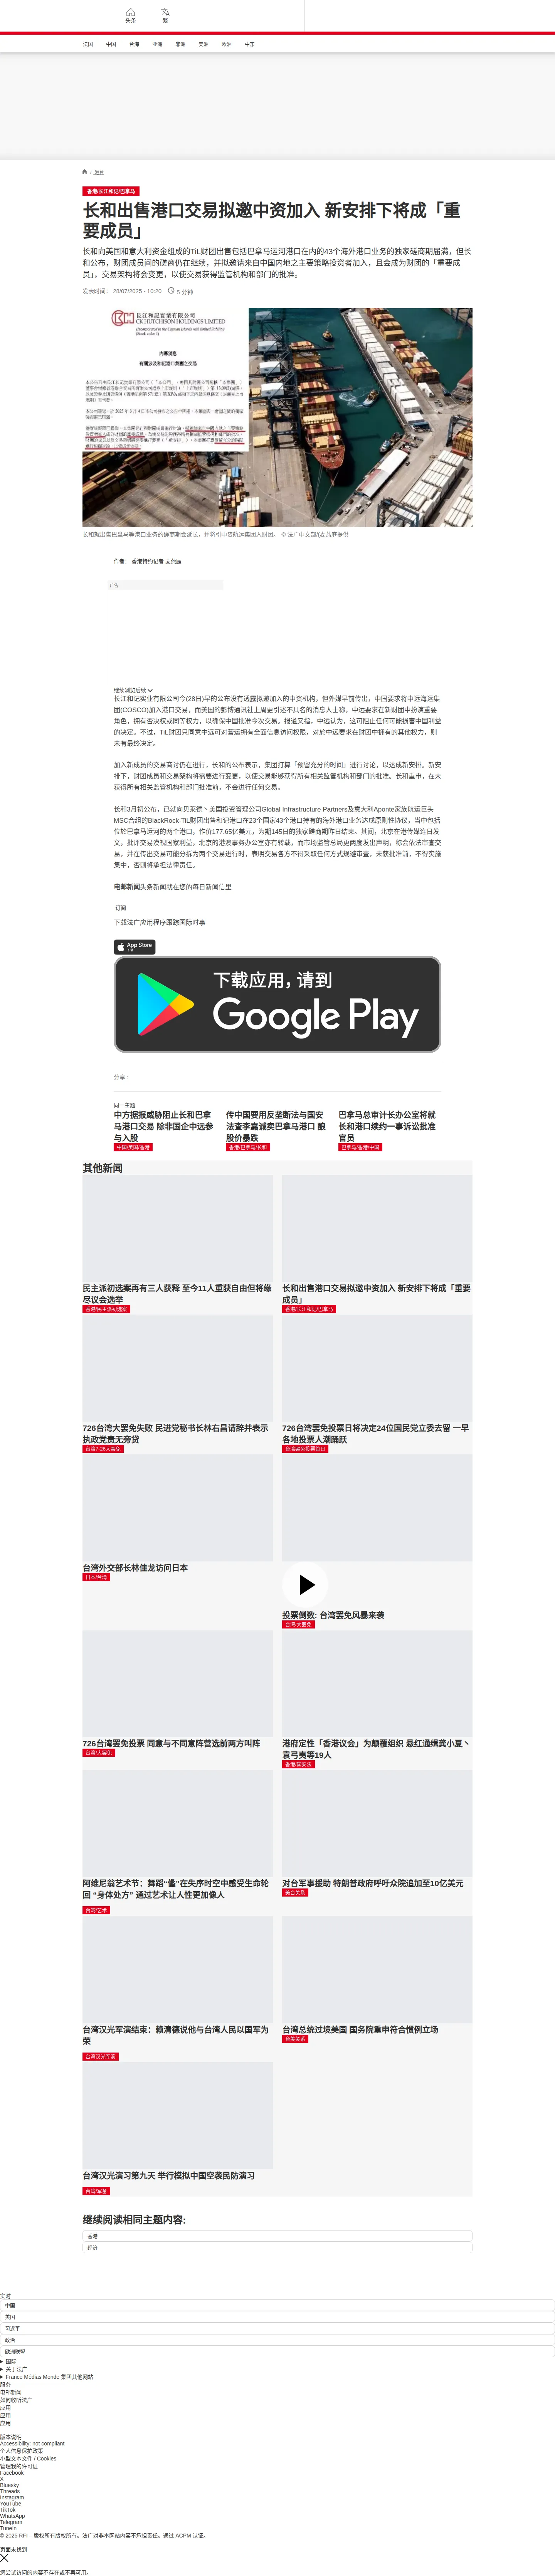 头条
繁
法国
中国
台海
亚洲
非洲
美洲
欧洲
中东
/ 港台
香港/长江和记/巴拿马
长和出售港口交易拟邀中资加入 新安排下将成「重
要成员」
长和向美国和意大利资金组成的TiL财团出售包括巴拿马运河港口在内的43个海外港口业务的独家磋商期届满，但长
和公布，财团成员间的磋商仍在继续，并拟邀请来自中国内地之主要策略投资者加入，且会成为财团的「重要成
员」，交易架构将会变更，以使交易获得监管机构和部门的批准。
发表时间： 28/07/2025 - 10:20
5 分钟
長江和記實業有限公司
CK HUTCHISON HOLDINGS LIMITED
內幕消息
有關涉及和記港口集團之交易
长和就出售巴拿马等港口业务的磋商期会延长，并将引中资航运集团入财团。 © 法广中文部/(麦燕庭提供
作者： 香港特约记者 麦燕庭
广告
继续浏览后续
长江和记实业有限公司今(28日)早的公布没有透露拟邀加入的中资机构，但外媒早前传出，中国要求将中远海运集
团(COSCO)加入港口交易，而美国的彭博通讯社上周更引述不具名的消息人士称，中远要求在新财团中扮演重要
角色，拥有否决权或同等权力，以确保中国批准今次交易。报道又指，中远认为，这可阻止任何可能损害中国利益
的决定。不过，TiL财团只同意中远可对营运拥有全面信息访问权限，对於中远要求在财团中拥有的其他权力，则
未有最终决定。
加入新成员的交易商讨仍在进行，长和的公布表示，集团打算「预留充分的时间」进行讨论，以达成新安排。新安
排下，财团成员和交易架构将需要进行变更，以使交易能够获得所有相关监管机构和部门的批准。长和重申，在未
获得所有相关监管机构和部门批准前，不会进行任何交易。
长和3月初公布，已就向贝莱德丶美国投资管理公司Global Infrastructure Partners及意大利Aponte家族航运巨头
MSC合组的BlackRock-TiL财团出售和记港口在23个国家43个港口持有的海外港口业务达成原则性协议，当中包括
位於巴拿马运河的两个港口，作价177.65亿美元，为期145日的独家磋商期昨日结束。其间，北京在港传媒连日发
文，批评交易漠视国家利益，北京的港澳事务办公室亦有转载，而市场监管总局更两度发出声明，称会依法审查交
易，并在传出交易可能分拆为两个交易进行时，表明交易各方不得采取任何方式规避审查，未获批准前，不得实施
集中，否则将承担法律责任。
电邮新闻头条新闻就在您的每日新闻信里
订阅
下载法广应用程序跟踪国际时事
App Store
下载
下载应用，请到
Google Play
分享 :
同一主题
中方据报威胁阻止长和巴拿
马港口交易 除非国企中远参
与入股
中国/美国/香港
传中国要用反垄断法与国安
法查李嘉诚卖巴拿马港口 酿
股价暴跌
香港/巴拿马/长和
巴拿马总审计长办公室将就
长和港口续约一事诉讼批准
官员
巴拿马/香港/中国
其他新闻
民主派初选案再有三人获释 至今11人重获自由但将缘
尽议会选举
香港/民主派初选案
长和出售港口交易拟邀中资加入 新安排下将成「重要
成员」
香港/长江和记/巴拿马
726台湾大罢免失败 民进党秘书长林右昌请辞并表示
执政党责无旁贷
台湾7-26大罢免
726台湾罢免投票日将决定24位国民党立委去留 一早
各地投票人潮踊跃
台湾罢免投票首日
台湾外交部长林佳龙访问日本
日本/台湾
投票倒数: 台湾罢免风暴来袭
台湾/大罢免
726台湾罢免投票 同意与不同意阵营选前两方叫阵
台湾/大罢免
港府定性「香港议会」为颠覆组织 悬红通缉龚小夏丶
袁弓夷等19人
香港/国安法
阿维尼翁艺术节：舞蹈“儘”在失序时空中感受生命轮
回 “身体处方” 通过艺术让人性更加像人
台湾/艺术
对台军事援助 特朗普政府呼吁众院追加至10亿美元
美台关系
台湾汉光军演结束：赖清德说他与台湾人民以国军为
荣
台湾汉光军演
台湾总统过境美国 国务院重申符合惯例立场
台美关系
台湾汉光演习第九天 举行模拟中国空袭民防演习
台湾/军备
继续阅读相同主题内容:
香港
经济
实时
中国
美国
习近平
政治
欧洲联盟
国际
关于法广
France Médias Monde 集团其他网站
服务
电邮新闻
如何收听法广
应用
应用
应用
版本说明
Accessibility: not compliant
个人信息保护政策
小型文本文件 / Cookies
管理我的许可证
Facebook
X
Bluesky
Threads
Instagram
YouTube
TikTok
WhatsApp
Telegram
TuneIn
© 2025 RFI – 版权所有版权所有。法广对非本网站内容不承担责任。通过 ACPM 认证。
页面未找到
您尝试访问的内容不存在或不再可用。